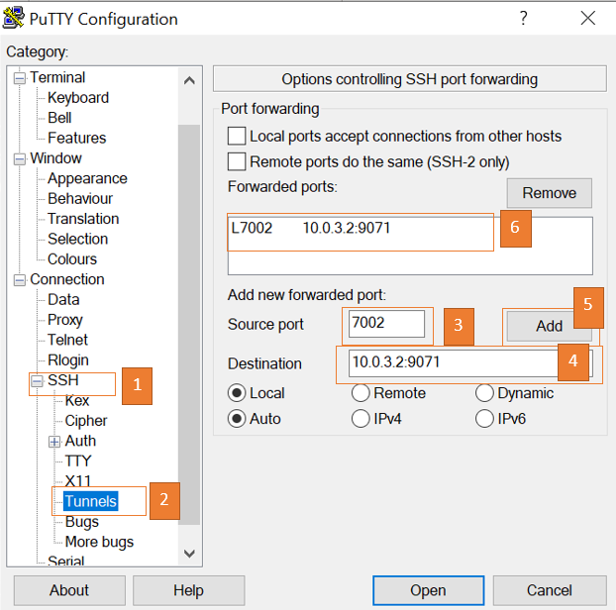 PuTTY Configuration
?
Category:
Terminal
Keyboard
Bell
Features
Window
Appearance
Behaviour
Translation
Selection
Colours
Connection
Data
Proxy
Telnet
Rlogin
SSH
1
Kex
Cipher
Auth
TTY
X11
Tunnels
2
Bugs
More bugs
Serial
Options controlling SSH port forwarding
Port forwarding
Local ports accept connections from other hosts
Remote ports do the same (SSH-2 only)
Forwarded ports:
Remove
L7002 10.0.3.2:9071
6
Add new forwarded port:
5
Source port 7002 3 Add
Destination 10.0.3.2:9071 4
Local Remote Dynamic
Auto IPv4 IPv6
About Help Open Cancel